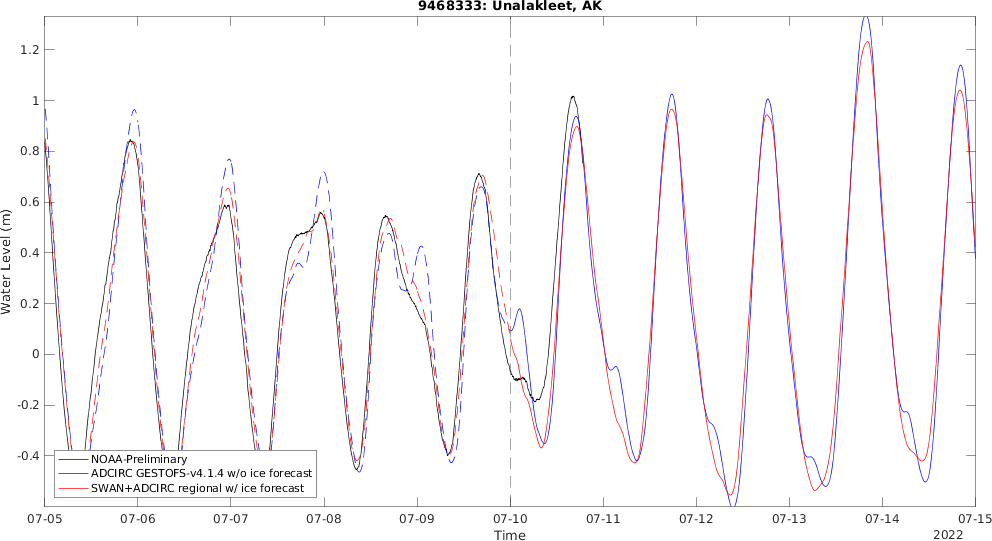 9468333: Unalakleet, AK
Water Level (m)
1.2
1
0.8
0.6
0.4
0.2
0
-0.2
-0.4
NOAA-Preliminary
ADCIRC GESTOFS-v4.1.4 w/o ice forecast
SWAN+ADCIRC regional w/ ice forecast
07-05 07-06 07-07 07-08 07-09 07-10 07-11 07-12 07-13 07-14 07-15
Time 2022